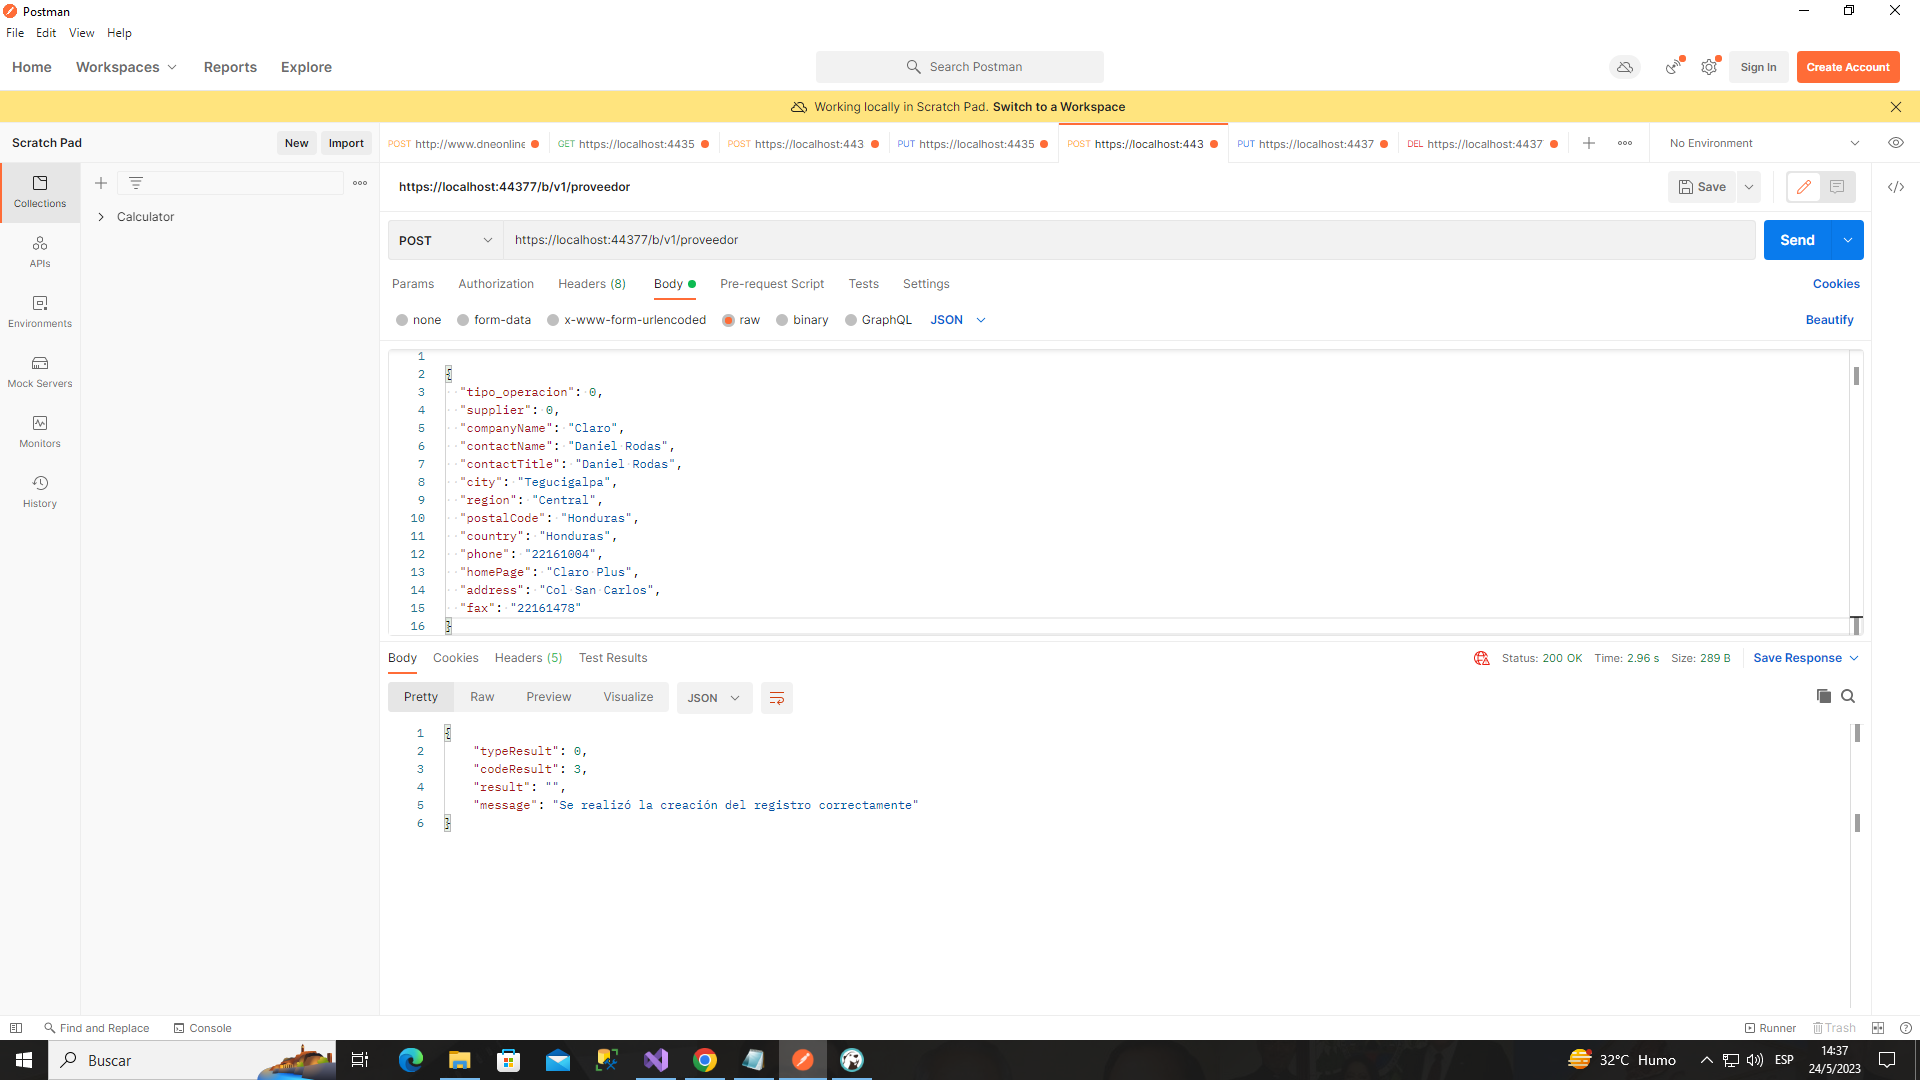 Postman
File Edit View Help
Home Workspaces Reports Explore Search Postman Sign In Create Account
Working locally in Scratch Pad. Switch to a Workspace
Scratch Pad New Import POST http://www.dneonline GET https://localhost:4435 POST https://localhost:443 PUT https://localhost:4435 POST https://localhost:443 PUT https://localhost:4437 DEL https://localhost:4437 No Environment
Collections
Calculator
APIs
Environments
Mock Servers
Monitors
History
https://localhost:44377/b/v1/proveedor Save
POST https://localhost:44377/b/v1/proveedor Send
Params Authorization Headers (8) Body Pre-request Script Tests Settings Cookies
none form-data x-www-form-urlencoded raw binary GraphQL JSON Beautify
1
2 {
3 "tipo_operacion": 0,
4 "supplier": 0,
5 "companyName": "Claro",
6 "contactName": "Daniel Rodas",
7 "contactTitle": "Daniel Rodas",
8 "city": "Tegucigalpa",
9 "region": "Central",
10 "postalCode": "Honduras",
11 "country": "Honduras",
12 "phone": "22161004",
13 "homePage": "Claro Plus",
14 "address": "Col San Carlos",
15 "fax": "22161478"
16 }
Body Cookies Headers (5) Test Results Status: 200 OK Time: 2.96 s Size: 289 B Save Response
Pretty Raw Preview Visualize JSON
1 {
2 "typeResult": 0,
3 "codeResult": 3,
4 "result": "",
5 "message": "Se realizó la creación del registro correctamente"
6 }
Find and Replace Console Runner Trash
Buscar 32°C Humo ESP 14:37
24/5/2023